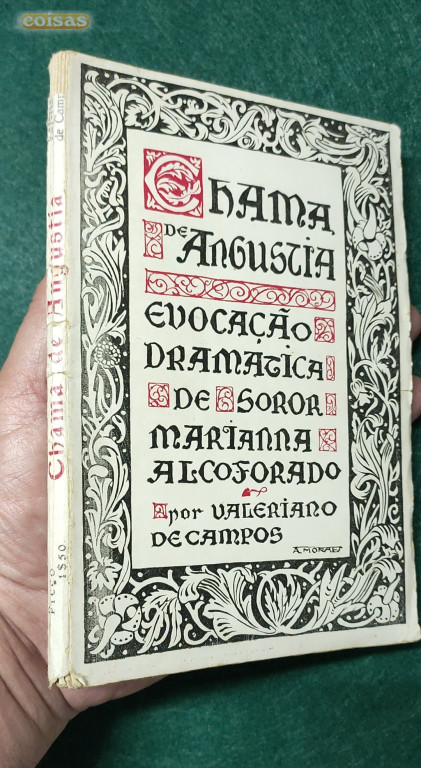 coisas
CHAMA
DE
ANGUSTIA
EVOCAÇÃO
DRAMATICA
DE SOROR
MARIANNA
ALCOFORADO
por VALERIANO
DE CAMPOS
A. MORAES
Chama de Angustia
Preço
1$50